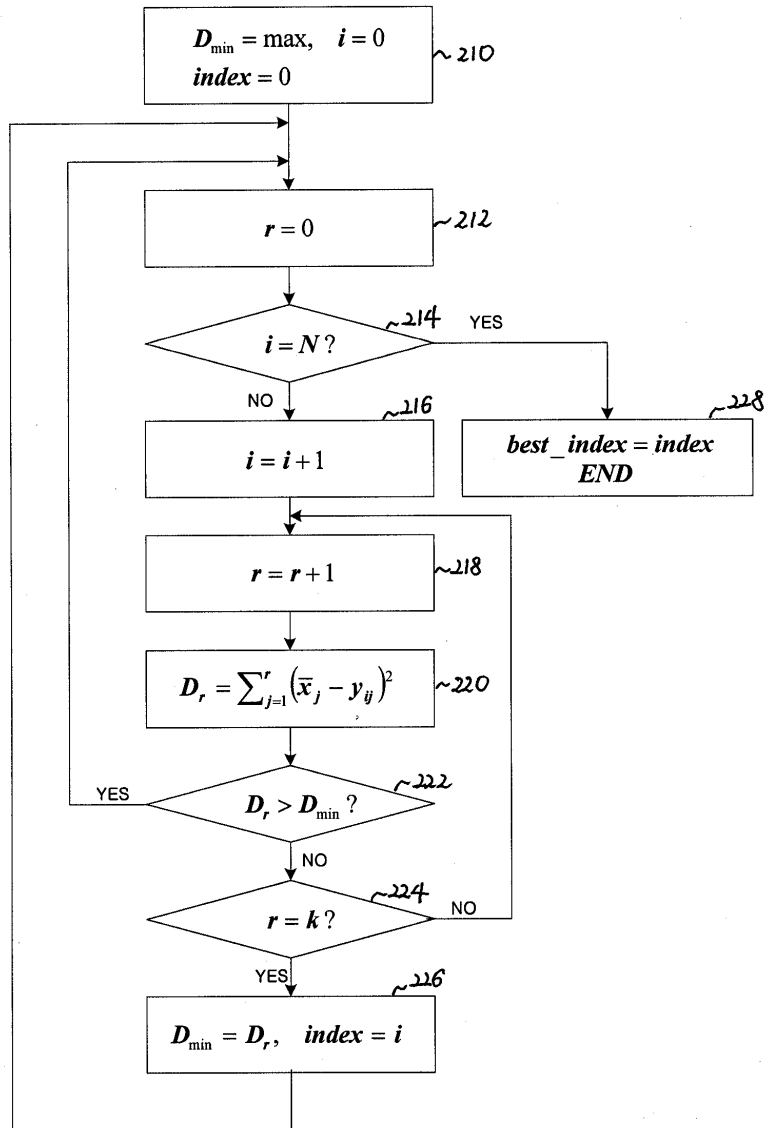 D_min = max, i = 0
index = 0
~210
r = 0
~212
~214
i = N ?
YES
NO
~216
i = i + 1
~228
best_index = index
END
r = r + 1
~218
D_r = ∑_{j=1}^{r} (x̄_j − y_ij)^2
~220
~222
YES
D_r > D_min ?
NO
~224
r = k ?
NO
YES
~226
D_min = D_r, index = i